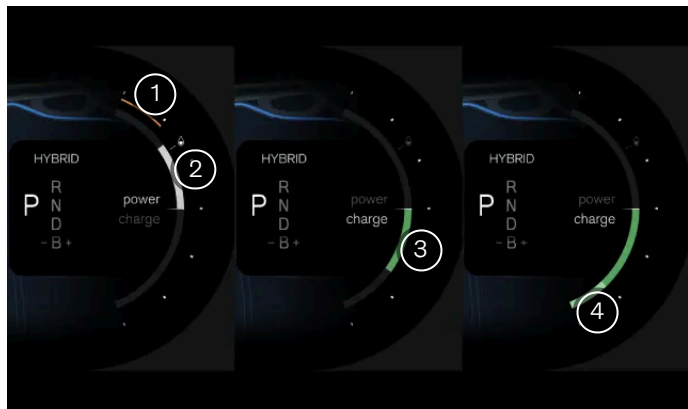 1
2
HYBRID
P
R
N
D
- B +
power
charge
HYBRID
P
R
N
D
- B +
power
charge
3
HYBRID
P
R
N
D
- B +
power
charge
4